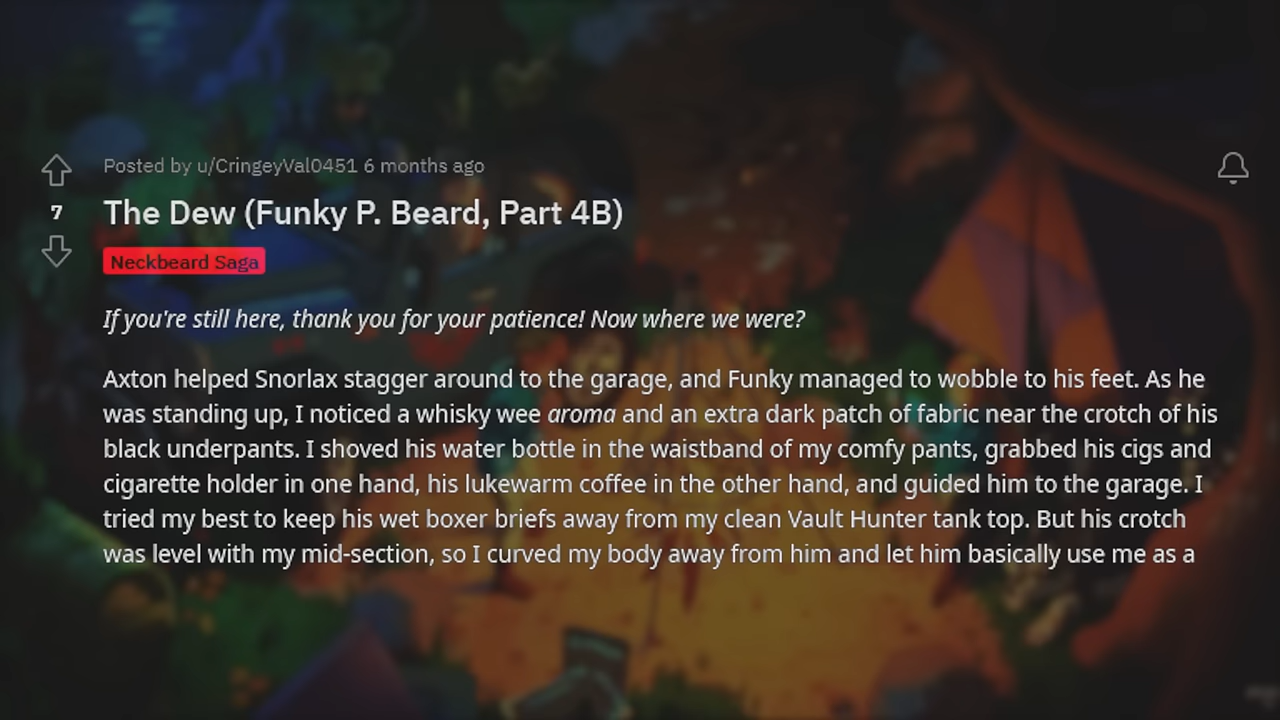 Posted by u/CringeyVal0451 6 months ago
7
The Dew (Funky P. Beard, Part 4B)
Neckbeard Saga
If you're still here, thank you for your patience! Now where we were?
Axton helped Snorlax stagger around to the garage, and Funky managed to wobble to his feet. As he
was standing up, I noticed a whisky wee aroma and an extra dark patch of fabric near the crotch of his
black underpants. I shoved his water bottle in the waistband of my comfy pants, grabbed his cigs and
cigarette holder in one hand, his lukewarm coffee in the other hand, and guided him to the garage. I
tried my best to keep his wet boxer briefs away from my clean Vault Hunter tank top. But his crotch
was level with my mid-section, so I curved my body away from him and let him basically use me as a